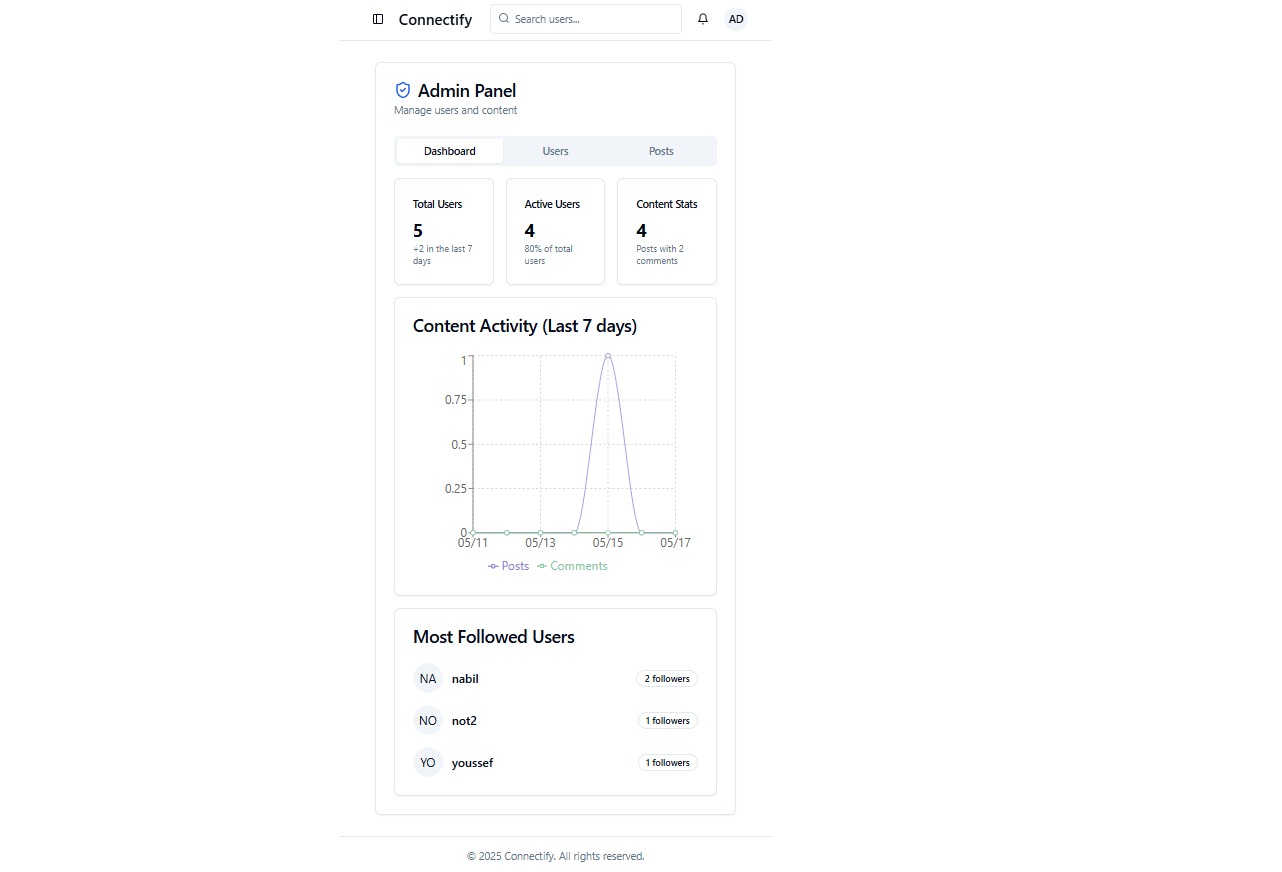 Connectify
Search users...
AD
Admin Panel
Manage users and content
Dashboard
Users
Posts
Total Users
5
+2 in the last 7
days
Active Users
4
80% of total
users
Content Stats
4
Posts with 2
comments
Content Activity (Last 7 days)
1
0.75
0.5
0.25
0
05/11
05/13
05/15
05/17
Posts
Comments
Most Followed Users
NA
nabil
2 followers
NO
not2
1 followers
YO
youssef
1 followers
© 2025 Connectify. All rights reserved.